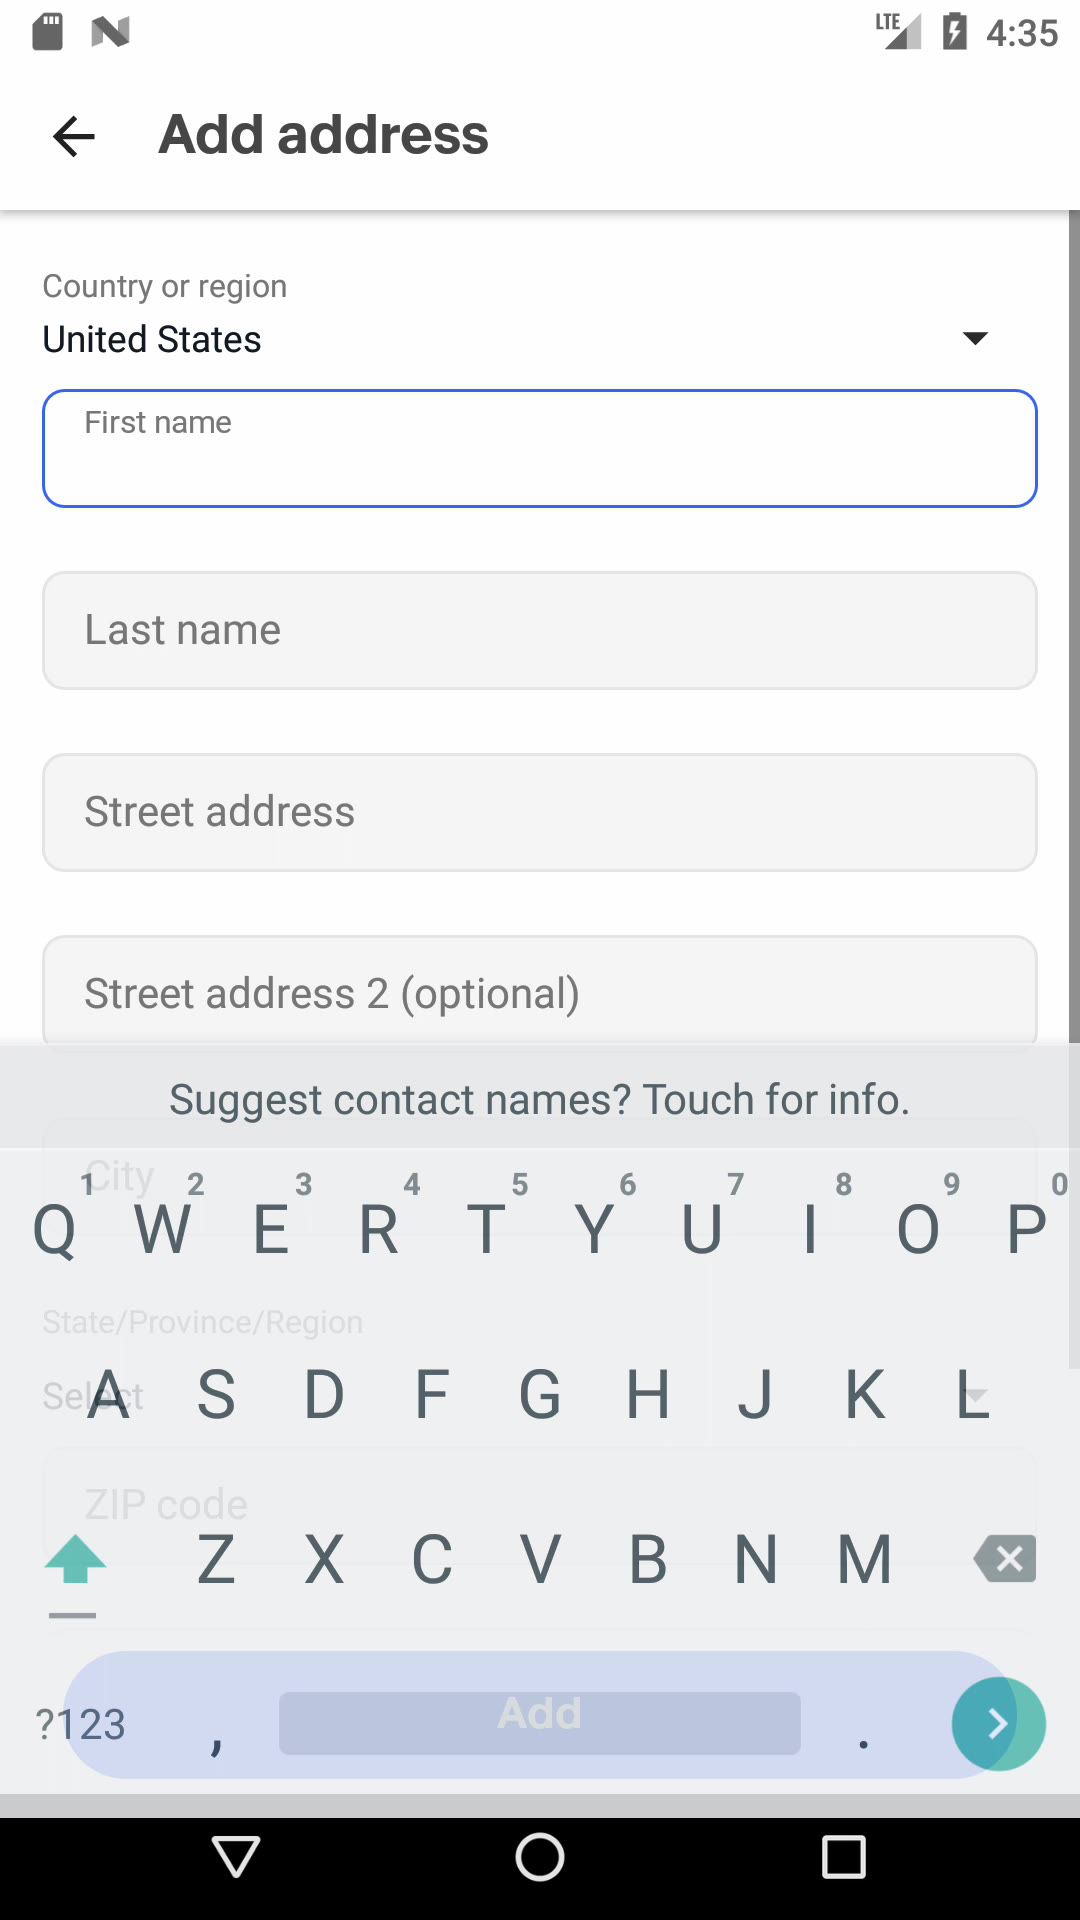 LTE 4:35
Add address
Country or region
United States
First name
Last name
Street address
Street address 2 (optional)
Suggest contact names? Touch for info.
City
1 2 3 4 5 6 7 8 9 0
Q W E R T Y U I O P
State/Province/Region
Select
A S D F G H J K L
ZIP code
Z X C V B N M
Add
?123 , .